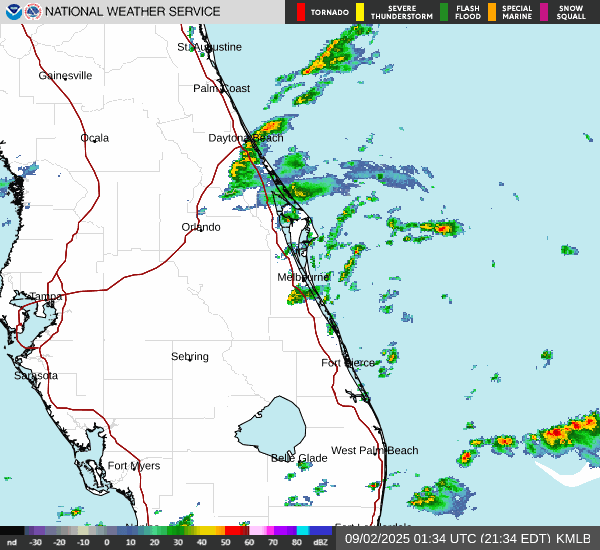 NATIONAL WEATHER SERVICE
TORNADO
SEVERE
THUNDERSTORM
FLASH
FLOOD
SPECIAL
MARINE
SNOW
SQUALL
St. Augustine
Gainesville
Palm Coast
Ocala
Daytona Beach
Orlando
Melbourne
Tampa
Sebring
Fort Pierce
Sarasota
West Palm Beach
Belle Glade
Fort Myers
nd -30 -20 -10 0 10 20 30 40 50 60 70 80 dBZ
09/02/2025 01:34 UTC (21:34 EDT) KMLB